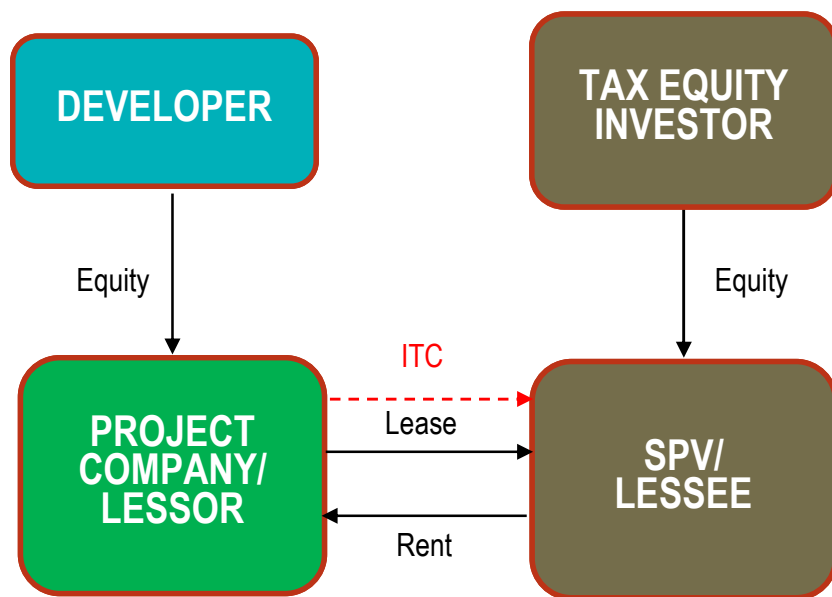 DEVELOPER
TAX EQUITY
INVESTOR
Equity
Equity
ITC
Lease
PROJECT
COMPANY/
LESSOR
SPV/
LESSEE
Rent